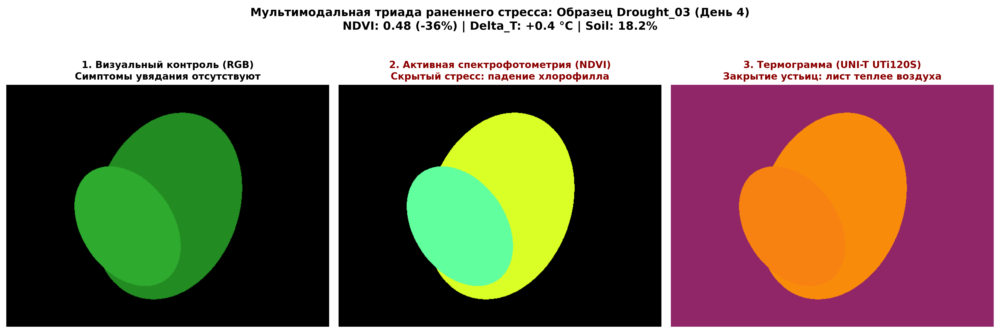 Мультимодальная триада раненнего стресса: Образец Drought_03 (День 4)
NDVI: 0.48 (-36%) | Delta_T: +0.4 °C | Soil: 18.2%
1. Визуальный контроль (RGB)
Симптомы увядания отсутствуют
2. Активная спектрофотометрия (NDVI)
Скрытый стресс: падение хлорофилла
3. Термограмма (UNI-T UTi120S)
Закрытие устьиц: лист теплее воздуха